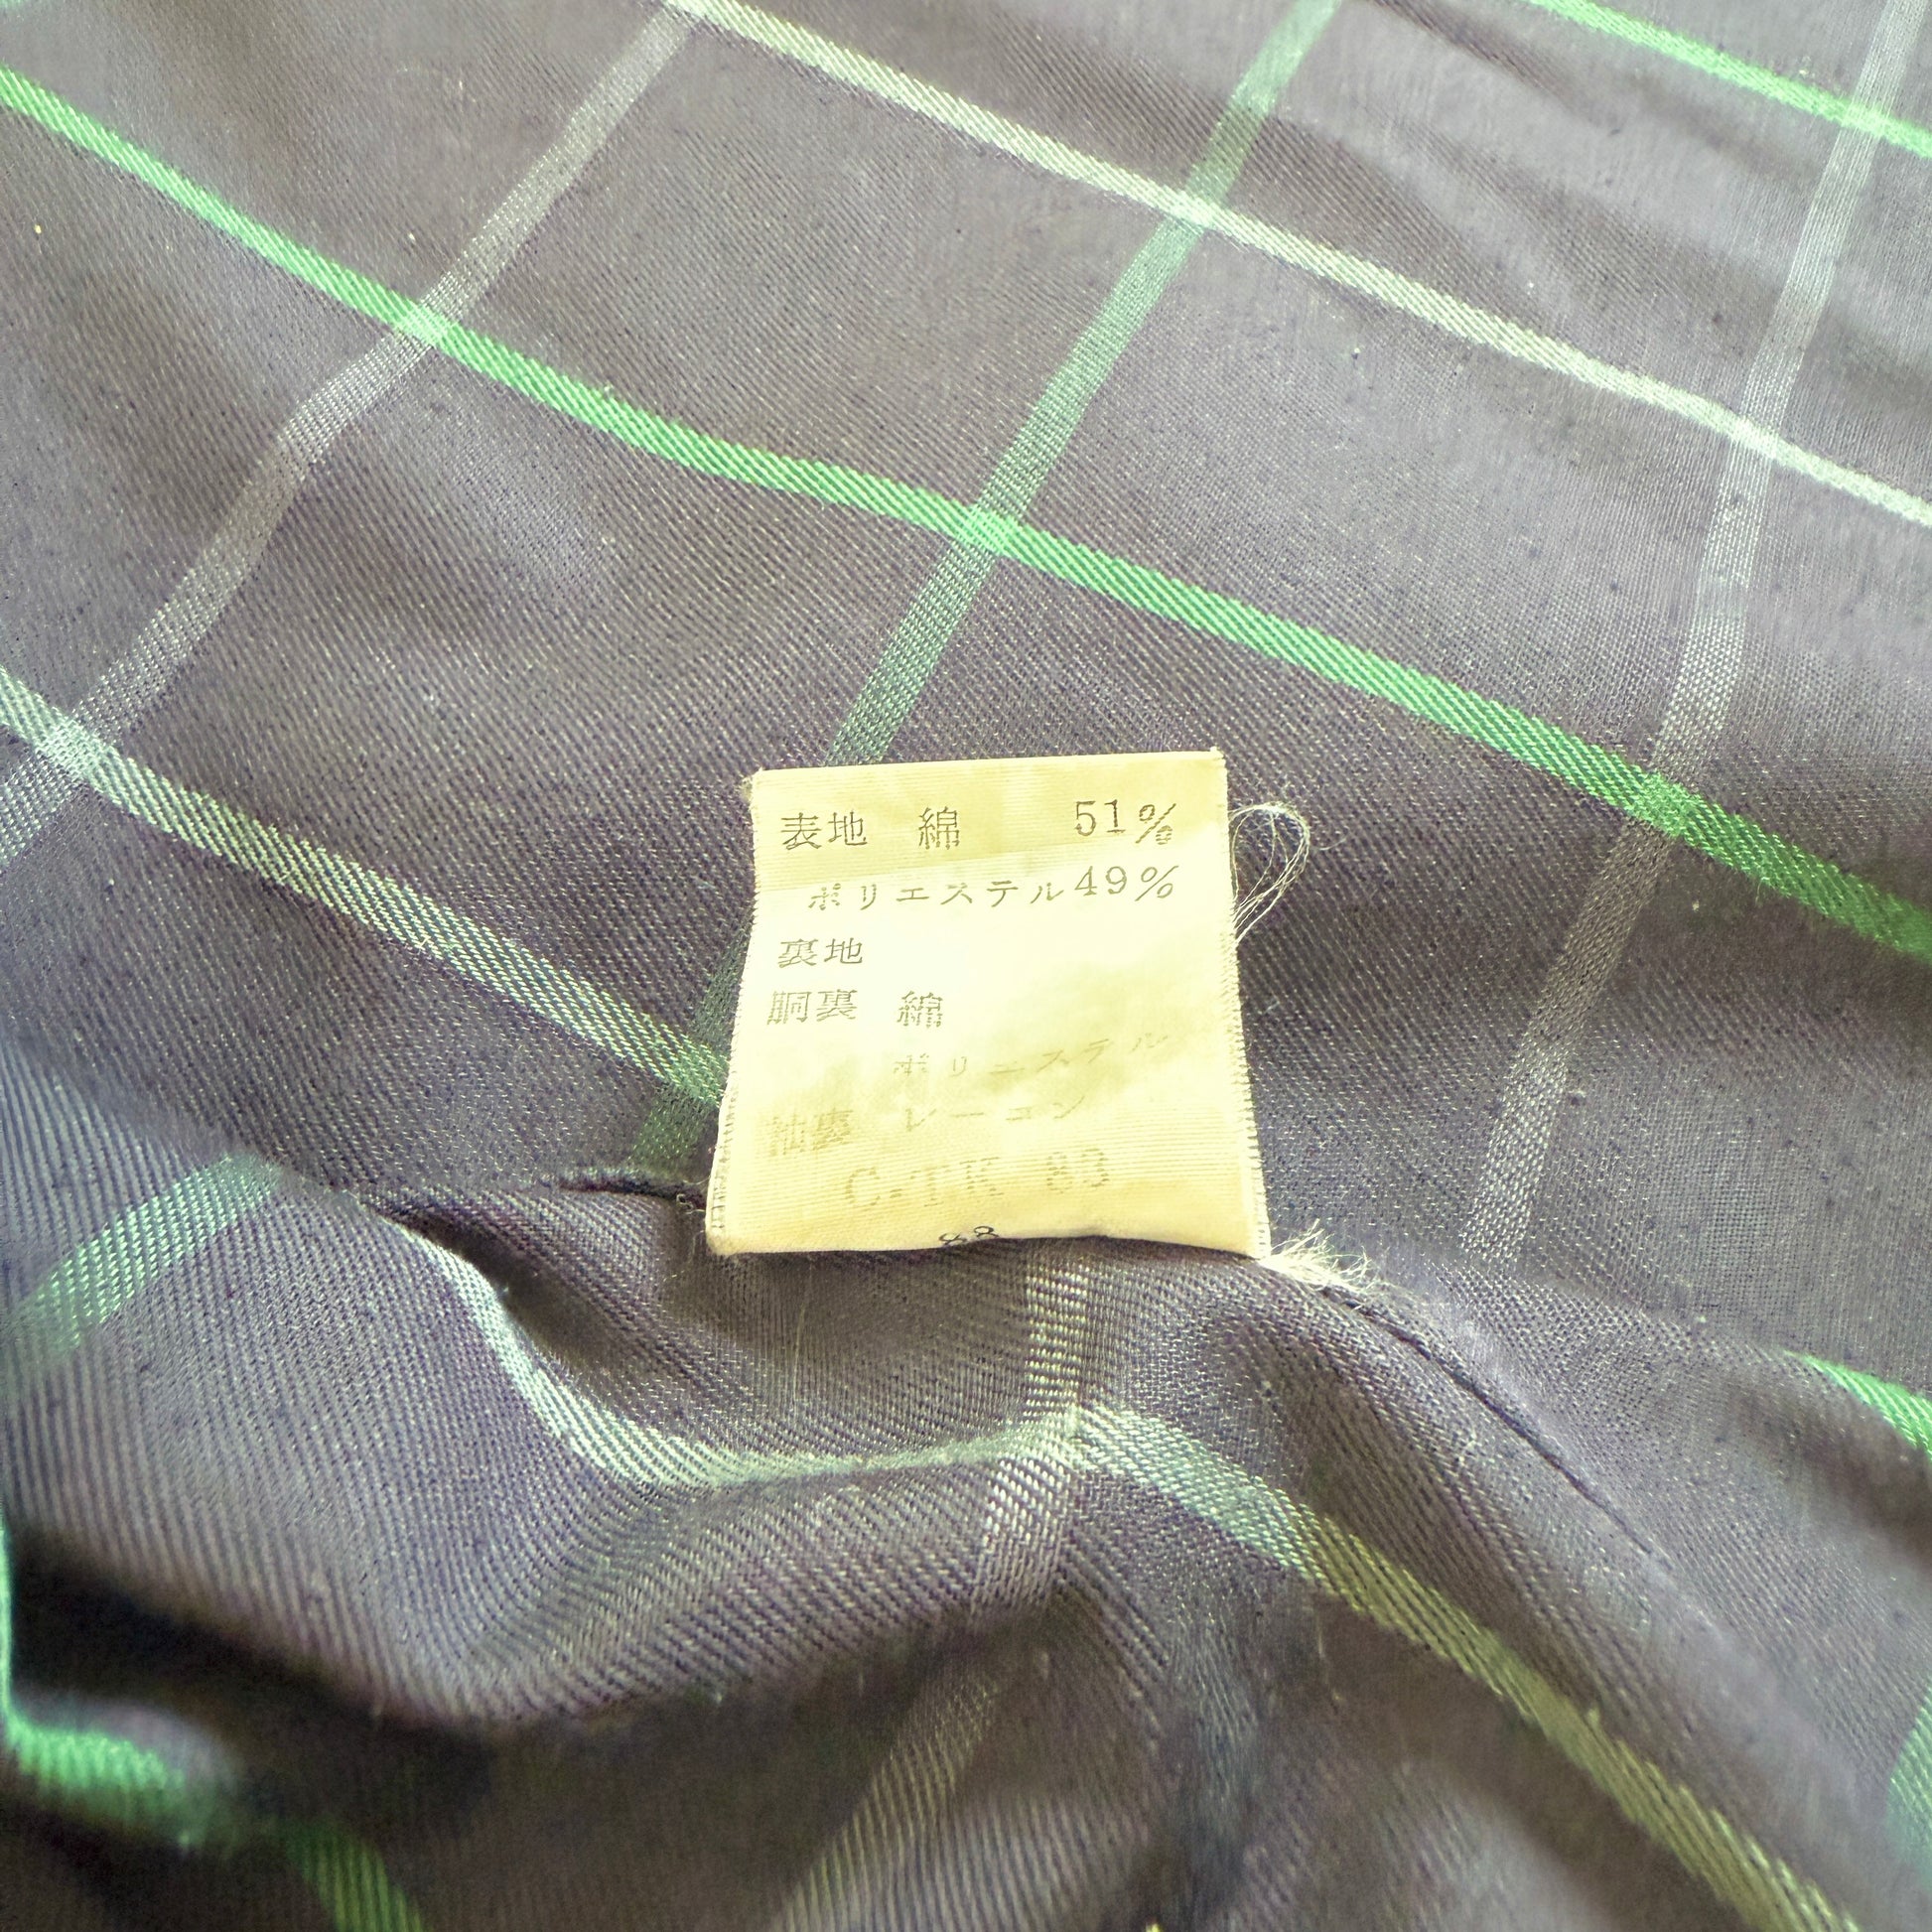 表地 綿 51%
ポリエステル49%
裏地
胴裏 綿
ポリエステル
袖裏 レーヨン
C-TK 83